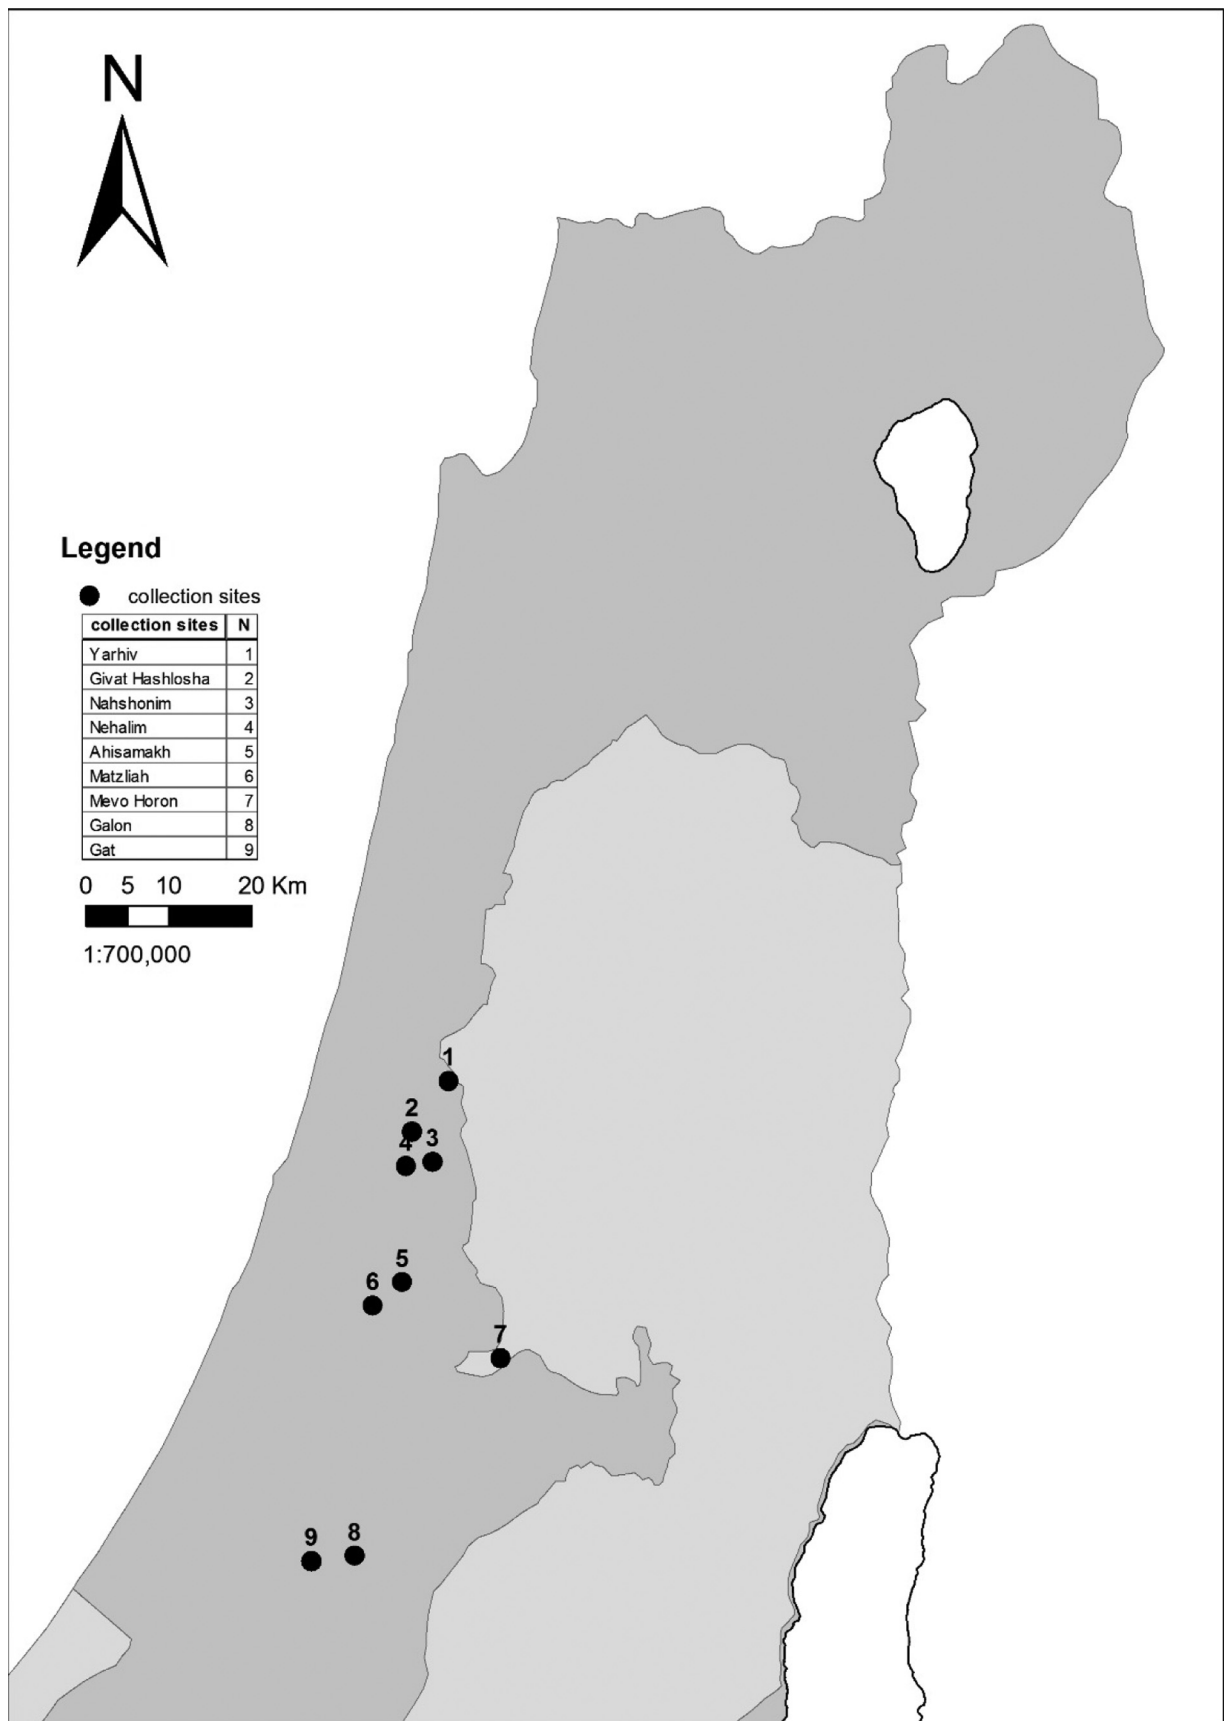 N
Legend
collection sites
collection sites N
Yarhiv 1
Givat Hashlosha 2
Nahshonim 3
Nehalim 4
Ahisamakh 5
Matzliah 6
Mevo Horon 7
Galon 8
Gat 9
0 5 10 20 Km
1:700,000
1
2
4 3
5
6
7
9 8